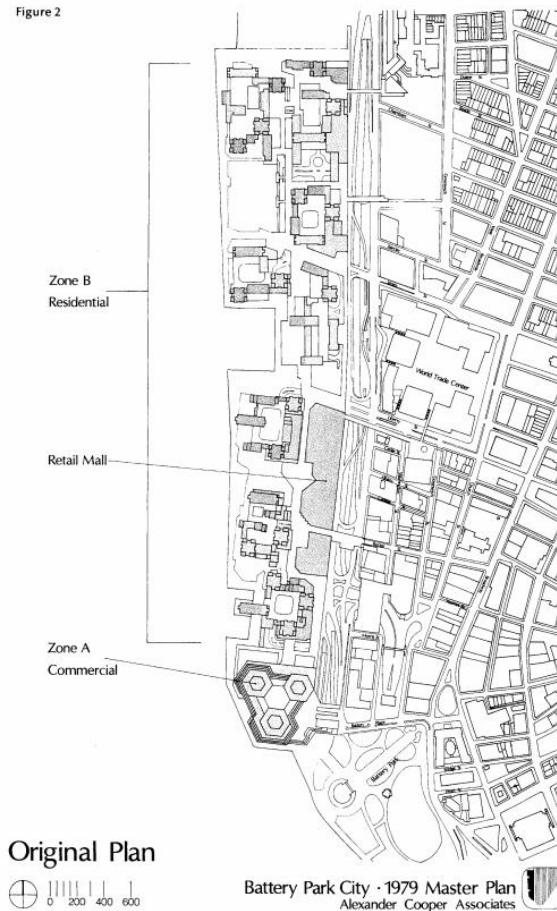 Figure 2
Zone B
Residential
World Trade Center
Retail Mall
Zone A
Commercial
Battery Park
Original Plan
0 200 400 600
Battery Park City · 1979 Master Plan
Alexander Cooper Associates